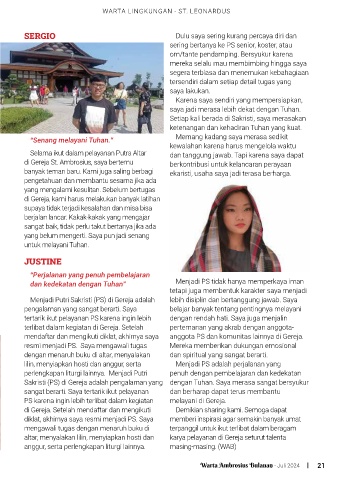 WARTA LINGKUNGAN - ST. LEONARDUS
SERGIO
"Senang melayani Tuhan."
Selama ikut dalam pelayanan Putra Altar
di Gereja St. Ambrosius, saya bertemu
banyak teman baru. Kami juga saling berbagi
pengetahuan dan membantu sesama jika ada
yang mengalami kesulitan. Sebelum bertugas
di Gereja, kami harus melakukan banyak latihan
supaya tidak terjadi kesalahan dan misa bisa
berjalan lancar. Kakak-kakak yang mengajar
sangat baik, tidak perlu takut bertanya jika ada
yang belum mengerti. Saya pun jadi senang
untuk melayani Tuhan.
JUSTINE
"Perjalanan yang penuh pembelajaran
dan kedekatan dengan Tuhan"
Menjadi Putri Sakristi (PS) di Gereja adalah
pengalaman yang sangat berarti. Saya
tertarik ikut pelayanan PS karena ingin lebih
terlibat dalam kegiatan di Gereja. Setelah
mendaftar dan mengikuti diklat, akhirnya saya
resmi menjadi PS. Saya mengawali tugas
dengan menaruh buku di altar, menyalakan
lilin, menyiapkan hosti dan anggur, serta
perlengkapan liturgi lainnya. Menjadi Putri
Sakristi (PS) di Gereja adalah pengalaman yang
sangat berarti. Saya tertarik ikut pelayanan
PS karena ingin lebih terlibat dalam kegiatan
di Gereja. Setelah mendaftar dan mengikuti
diklat, akhirnya saya resmi menjadi PS. Saya
mengawali tugas dengan menaruh buku di
altar, menyalakan lilin, menyiapkan hosti dan
anggur, serta perlengkapan liturgi lainnya.
Dulu saya sering kurang percaya diri dan
sering bertanya ke PS senior, koster, atau
om/tante pendamping. Bersyukur karena
mereka selalu mau membimbing hingga saya
segera terbiasa dan menemukan kebahagiaan
tersendiri dalam setiap detail tugas yang
saya lakukan.
Karena saya sendiri yang mempersiapkan,
saya jadi merasa lebih dekat dengan Tuhan.
Setiap kali berada di Sakristi, saya merasakan
ketenangan dan kehadiran Tuhan yang kuat.
Memang kadang saya merasa sedikit
kewalahan karena harus mengelola waktu
dan tanggung jawab. Tapi karena saya dapat
berkontribusi untuk kelancaran perayaan
ekaristi, usaha saya jadi terasa berharga.
Menjadi PS tidak hanya memperkaya iman
tetapi juga membentuk karakter saya menjadi
lebih disiplin dan bertanggung jawab. Saya
belajar banyak tentang pentingnya melayani
dengan rendah hati. Saya juga menjalin
pertemanan yang akrab dengan anggota-
anggota PS dan komunitas lainnya di Gereja.
Mereka memberikan dukungan emosional
dan spiritual yang sangat berarti.
Menjadi PS adalah perjalanan yang
penuh dengan pembelajaran dan kedekatan
dengan Tuhan. Saya merasa sangat bersyukur
dan berharap dapat terus membantu
melayani di Gereja.
Demikian sharing kami. Semoga dapat
memberi inspirasi agar semakin banyak umat
terpanggil untuk ikut terlibat dalam beragam
karya pelayanan di Gereja seturut talenta
masing-masing. (WAB)
Warta Ambrosius Bulanan - Juli 2024 | 21